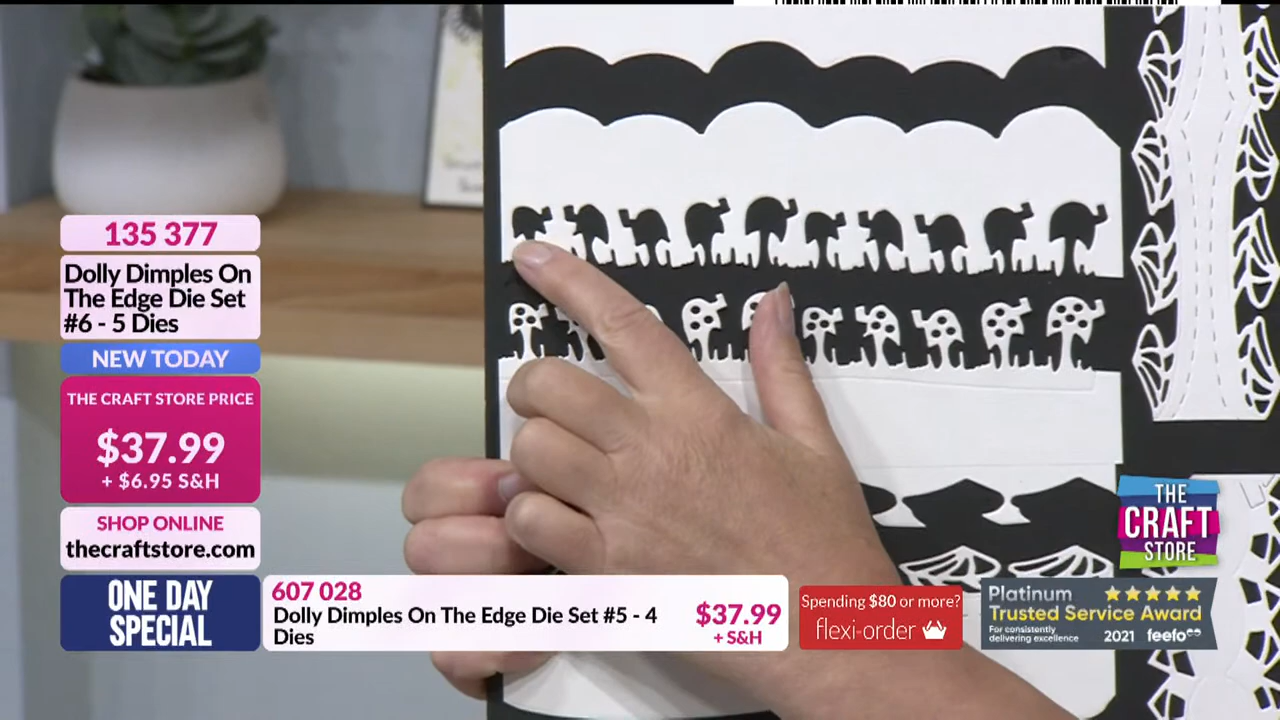 135 377
Dolly Dimples On
The Edge Die Set
#6 - 5 Dies
NEW TODAY
THE CRAFT STORE PRICE
$37.99
+ $6.95 S&H
SHOP ONLINE
thecraftstore.com
ONE DAY
SPECIAL
607 028
Dolly Dimples On The Edge Die Set #5 - 4
Dies
$37.99
+ S&H
Spending $80 or more?
flexi-order
THE
CRAFT
STORE
Platinum
Trusted Service Award
For consistently
delivering excellence
2021 feefo